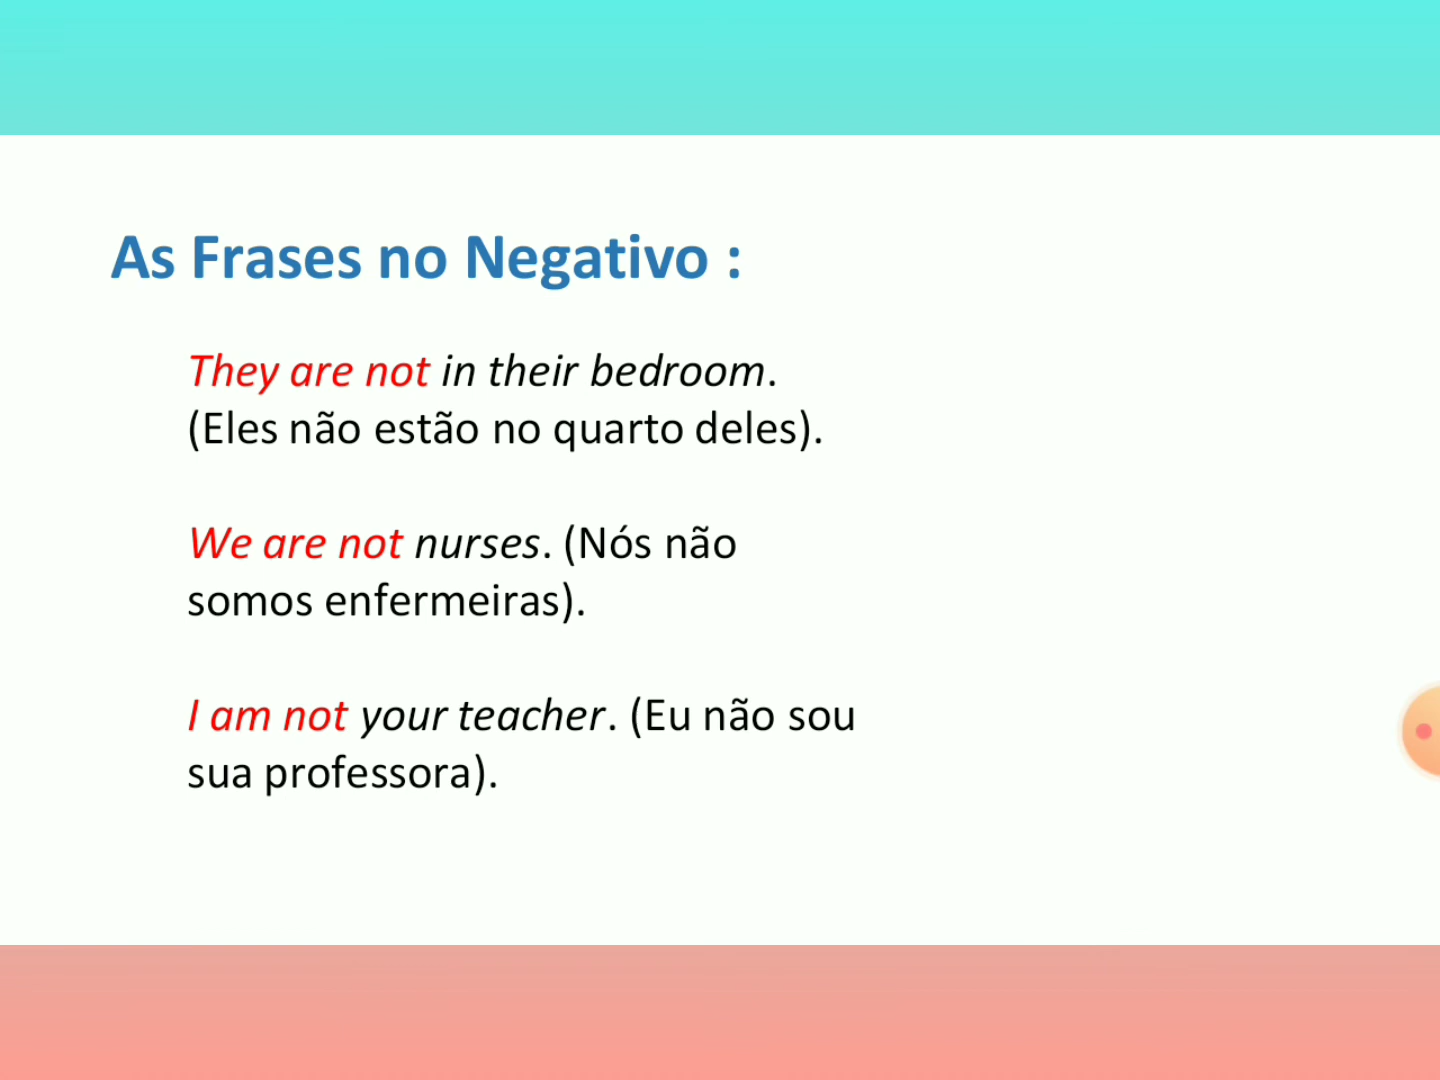 As Frases no Negativo :
They are not in their bedroom.
(Eles não estão no quarto deles).
We are not nurses. (Nós não
somos enfermeiras).
I am not your teacher. (Eu não sou
sua professora).